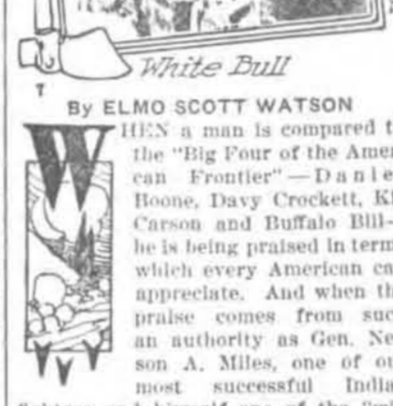 White Bull
By ELMO SCOTT WATSON
WHEN a man is compared t
the "Big Four of the Amer
can Frontier"—Danie
Boone, Davy Crockett, Ki
Carson and Buffalo Bill—
he is being praised in term
which every American ca
appreciate. And when th
praise comes from suc
an authority as Gen. Ne
son A. Miles, one of ou
most successful India